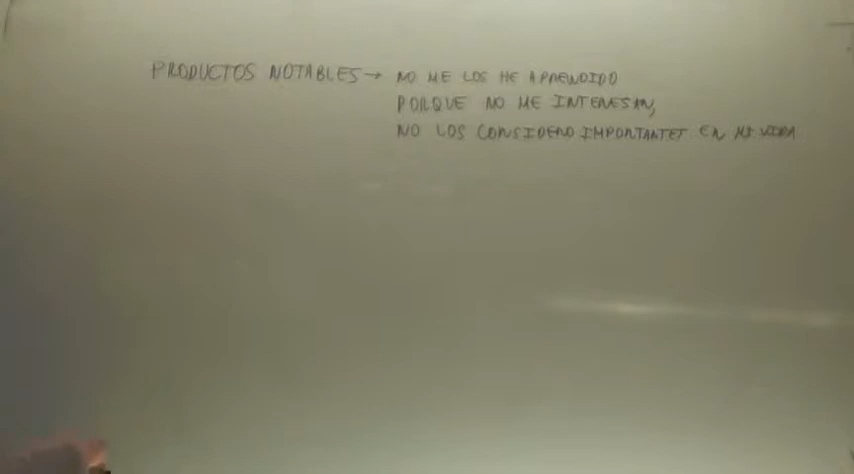 PRODUCTOS NOTABLES → NO ME LOS HE APRENDIDO
PORQUE NO ME INTERESAN,
NO LOS CONSIDERO IMPORTANTES EN MI VIDA